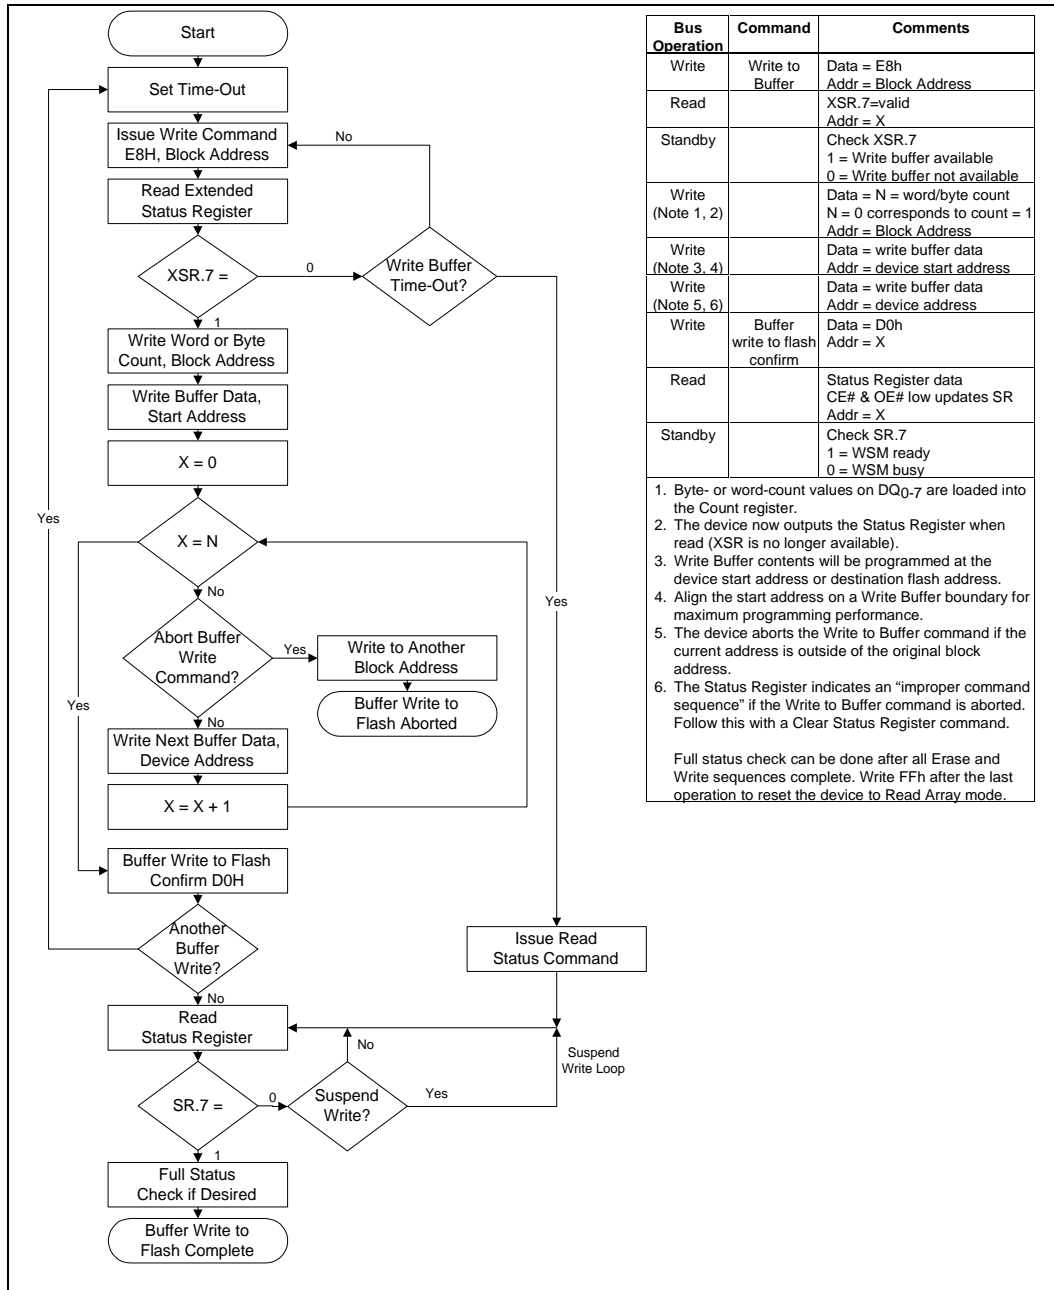 Start
Set Time-Out
Issue Write Command
E8H, Block Address
No
Read Extended
Status Register
XSR.7 =
0
Write Buffer
Time-Out?
1
Write Word or Byte
Count, Block Address
Write Buffer Data,
Start Address
X = 0
Yes
X = N
No
Yes
Abort Buffer
Write
Command?
Yes
Write to Another
Block Address
Buffer Write to
Flash Aborted
Yes
No
Write Next Buffer Data,
Device Address
X = X + 1
Buffer Write to Flash
Confirm D0H
Another
Buffer
Write?
Issue Read
Status Command
No
Read
Status Register
No
Suspend
Write Loop
SR.7 =
0
Suspend
Write?
Yes
1
Full Status
Check if Desired
Buffer Write to
Flash Complete
Bus
Operation
Command
Comments
Write
Write to
Buffer
Data = E8h
Addr = Block Address
Read
XSR.7=valid
Addr = X
Standby
Check XSR.7
1 = Write buffer available
0 = Write buffer not available
Write
(Note 1, 2)
Data = N = word/byte count
N = 0 corresponds to count = 1
Addr = Block Address
Write
(Note 3, 4)
Data = write buffer data
Addr = device start address
Write
(Note 5, 6)
Data = write buffer data
Addr = device address
Write
Buffer
write to flash
confirm
Data = D0h
Addr = X
Read
Status Register data
CE# & OE# low updates SR
Addr = X
Standby
Check SR.7
1 = WSM ready
0 = WSM busy
1. Byte- or word-count values on DQ0-7 are loaded into
the Count register.
2. The device now outputs the Status Register when
read (XSR is no longer available).
3. Write Buffer contents will be programmed at the
device start address or destination flash address.
4. Align the start address on a Write Buffer boundary for
maximum programming performance.
5. The device aborts the Write to Buffer command if the
current address is outside of the original block
address.
6. The Status Register indicates an “improper command
sequence” if the Write to Buffer command is aborted.
Follow this with a Clear Status Register command.
Full status check can be done after all Erase and
Write sequences complete. Write FFh after the last
operation to reset the device to Read Array mode.